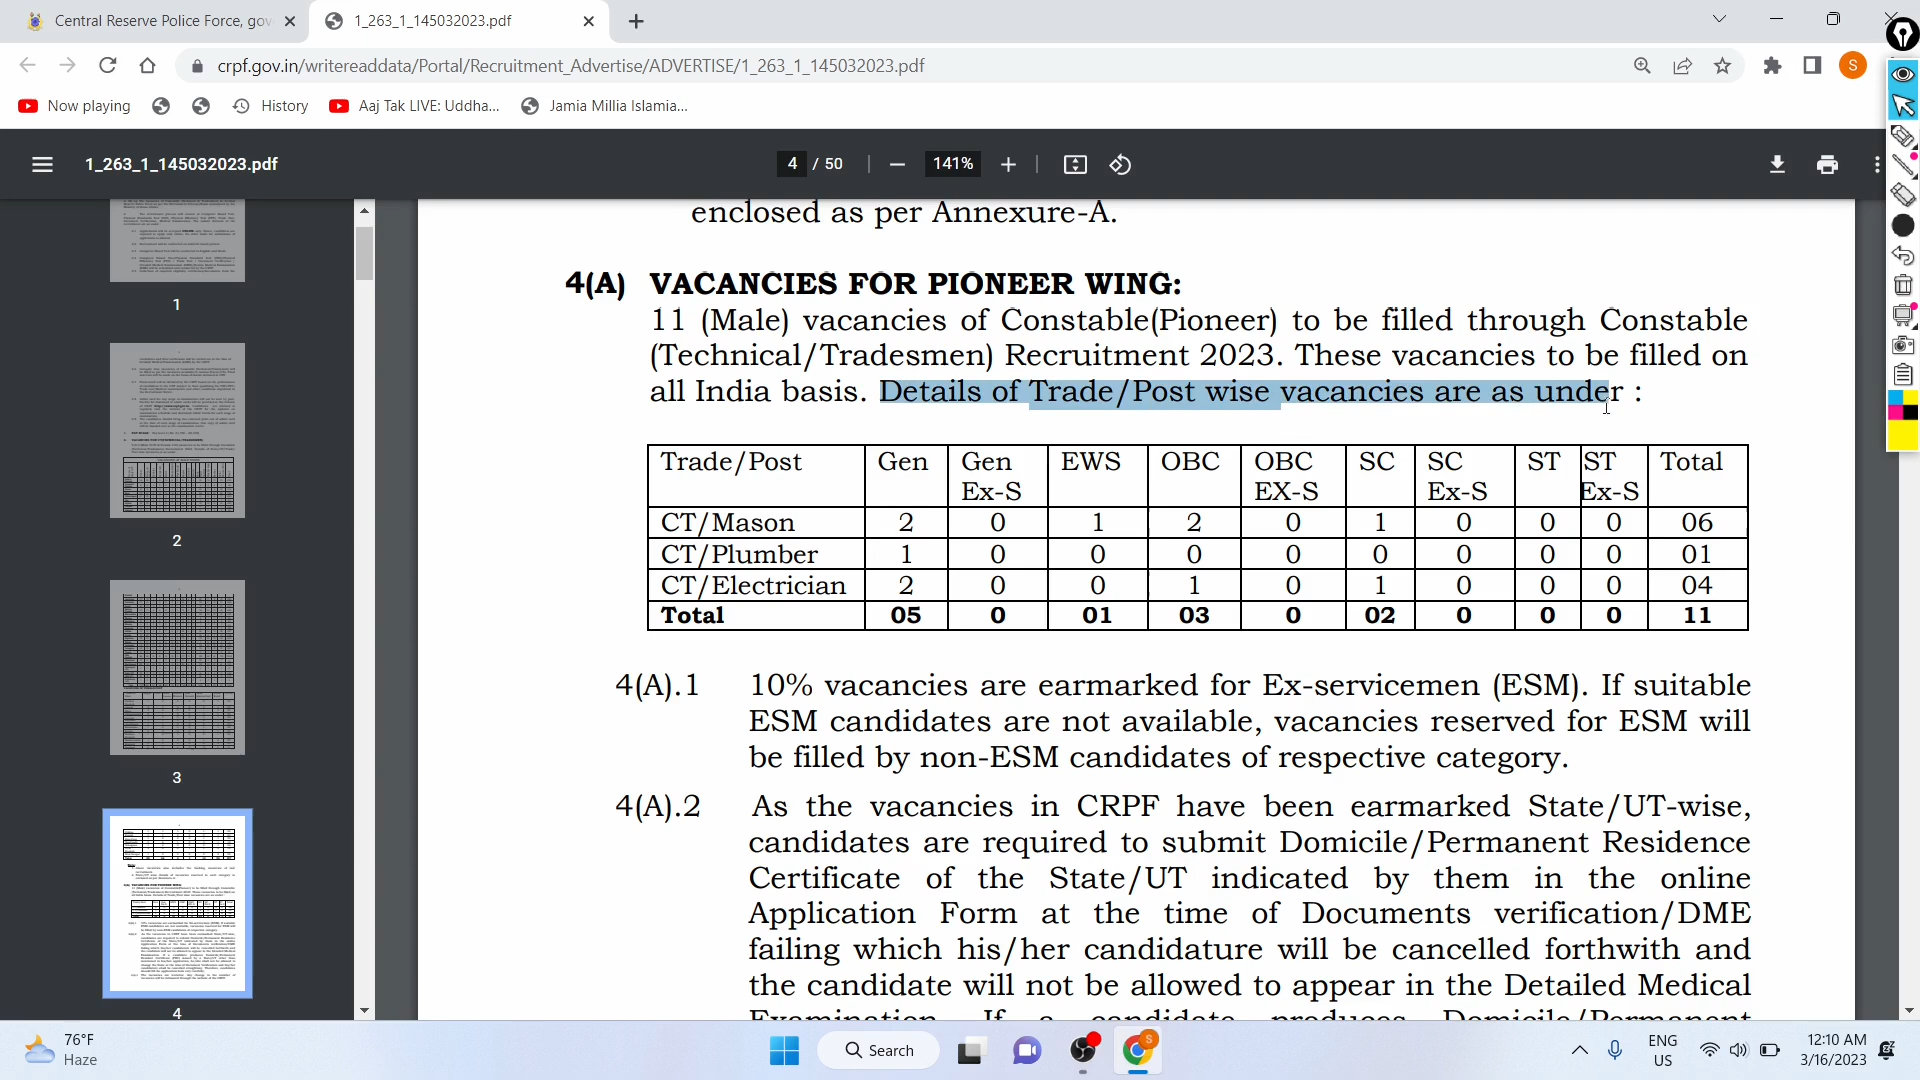 Central Reserve Police Force, gov
1_263_1_145032023.pdf
crpf.gov.in/writereaddata/Portal/Recruitment_Advertise/ADVERTISE/1_263_1_145032023.pdf
S
Now playing
History
Aaj Tak LIVE: Uddha...
Jamia Millia Islamia...
1_263_1_145032023.pdf
4 / 50
141%
1
2
3
4
enclosed as per Annexure-A.
4(A) VACANCIES FOR PIONEER WING:
11 (Male) vacancies of Constable(Pioneer) to be filled through Constable
(Technical/Tradesmen) Recruitment 2023. These vacancies to be filled on
all India basis. Details of Trade/Post wise vacancies are as under :
Trade/Post Gen Gen Ex-S EWS OBC OBC EX-S SC SC Ex-S ST ST Ex-S Total
CT/Mason 2 0 1 2 0 1 0 0 0 06
CT/Plumber 1 0 0 0 0 0 0 0 0 01
CT/Electrician 2 0 0 1 0 1 0 0 0 04
Total 05 0 01 03 0 02 0 0 0 11
4(A).1 10% vacancies are earmarked for Ex-servicemen (ESM). If suitable
ESM candidates are not available, vacancies reserved for ESM will
be filled by non-ESM candidates of respective category.
4(A).2 As the vacancies in CRPF have been earmarked State/UT-wise,
candidates are required to submit Domicile/Permanent Residence
Certificate of the State/UT indicated by them in the online
Application Form at the time of Documents verification/DME
failing which his/her candidature will be cancelled forthwith and
the candidate will not be allowed to appear in the Detailed Medical
Examination. If a candidate produces Domicile/Permanent
76°F
Haze
Search
S
ENG
US
12:10 AM
3/16/2023